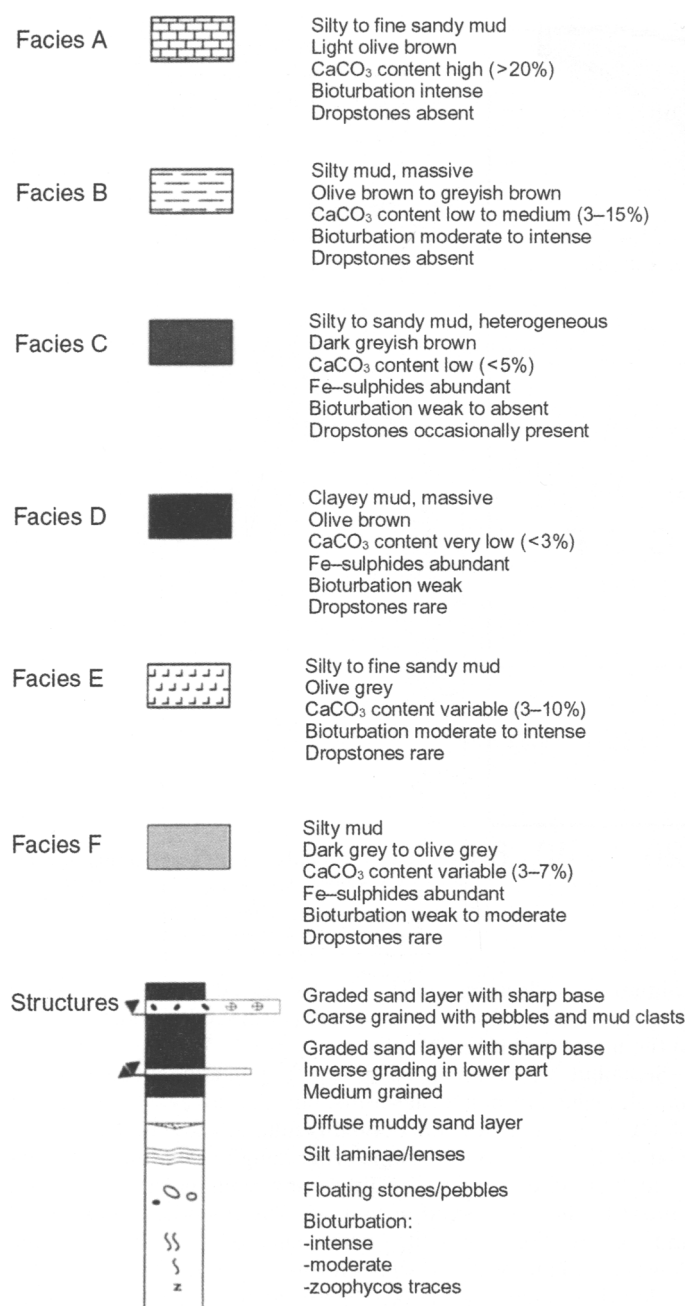 Facies A
Silty to fine sandy mud
Light olive brown
CaCO₃ content high (>20%)
Bioturbation intense
Dropstones absent
Facies B
Silty mud, massive
Olive brown to greyish brown
CaCO₃ content low to medium (3–15%)
Bioturbation moderate to intense
Dropstones absent
Facies C
Silty to sandy mud, heterogeneous
Dark greyish brown
CaCO₃ content low (<5%)
Fe–sulphides abundant
Bioturbation weak to absent
Dropstones occasionally present
Facies D
Clayey mud, massive
Olive brown
CaCO₃ content very low (<3%)
Fe–sulphides abundant
Bioturbation weak
Dropstones rare
Facies E
Silty to fine sandy mud
Olive grey
CaCO₃ content variable (3–10%)
Bioturbation moderate to intense
Dropstones rare
Facies F
Silty mud
Dark grey to olive grey
CaCO₃ content variable (3–7%)
Fe–sulphides abundant
Bioturbation weak to moderate
Dropstones rare
Structures
Graded sand layer with sharp base
Coarse grained with pebbles and mud clasts
Graded sand layer with sharp base
Inverse grading in lower part
Medium grained
Diffuse muddy sand layer
Silt laminae/lenses
Floating stones/pebbles
Bioturbation:
-intense
-moderate
-zoophycos traces
z